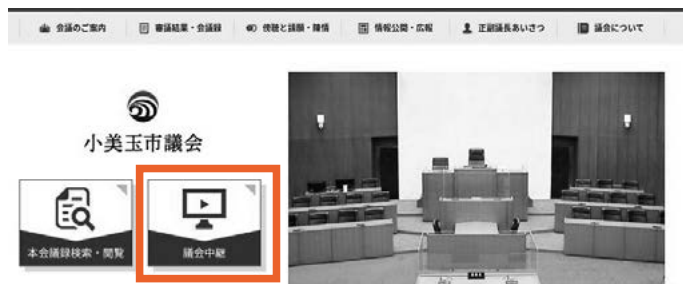 会議のご案内 審議結果・会議録 傍聴と請願・陳情 情報公開・広報 正副議長あいさつ 議会について
小美玉市議会
本会議録検索・閲覧 議会中継